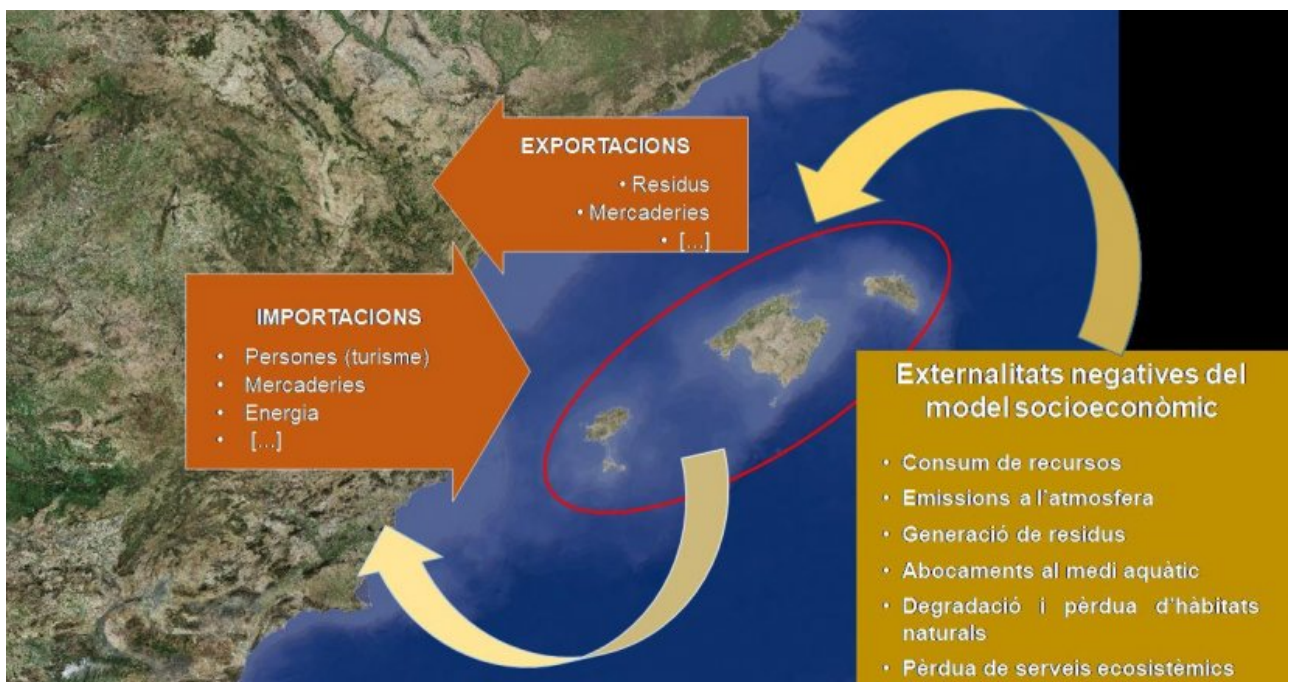 EXPORTACIONS
• Residus
• Mercaderies
• [...]
IMPORTACIONS
• Persones (turisme)
• Mercaderies
• Energia
• [...]
Externalitats negatives del
model socioeconòmic
• Consum de recursos
• Emissions a l'atmosfera
• Generació de residus
• Abocaments al medi aquàtic
• Degradació i pèrdua d'hàbitats
naturals
• Pèrdua de serveis ecosistèmics